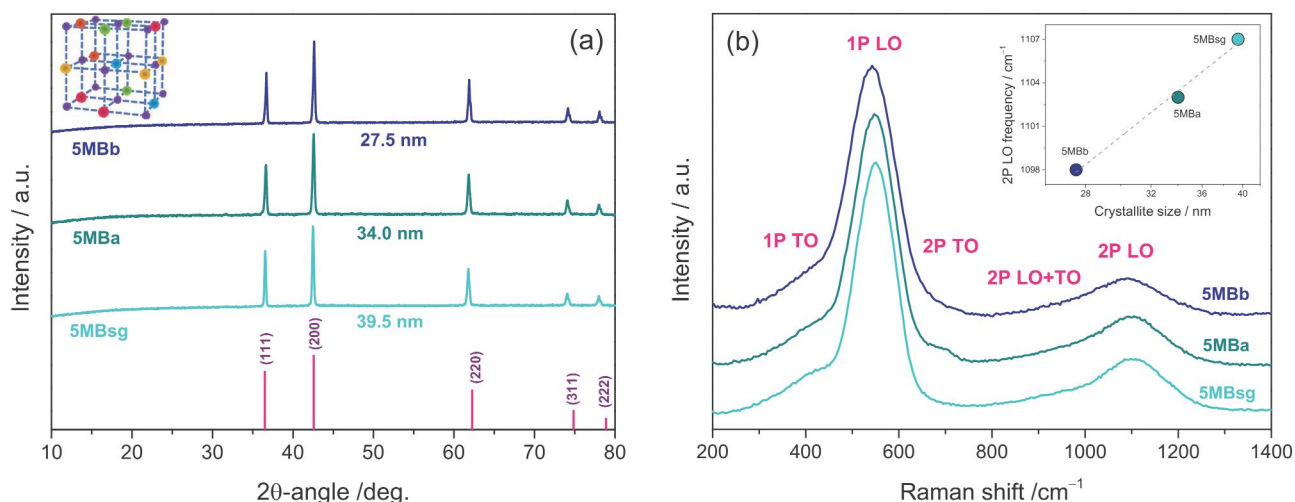 (a)
5MBb
27.5 nm
5MBa
34.0 nm
5MBsg
39.5 nm
(111)
(200)
(220)
(311)
(222)
Intensity / a.u.
10 20 30 40 50 60 70 80
2θ-angle /deg.
(b)
1P LO
1P TO
2P TO
2P LO+TO
2P LO
5MBb
5MBa
5MBsg
Intensity / a.u.
200 400 600 800 1000 1200 1400
Raman shift /cm⁻¹
2P LO frequency / cm⁻¹
1107
1104
1101
1098
5MBsg
5MBa
5MBb
28 32 36 40
Crystallite size / nm